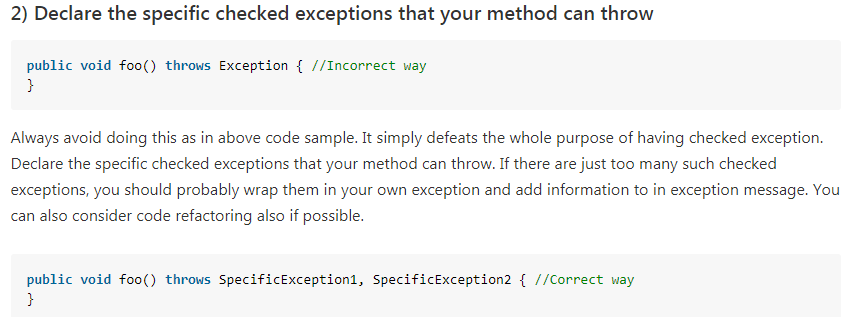 2) Declare the specific checked exceptions that your method can throw
public void foo() throws Exception { //Incorrect way
}
Always avoid doing this as in above code sample. It simply defeats the whole purpose of having checked exception.
Declare the specific checked exceptions that your method can throw. If there are just too many such checked
exceptions, you should probably wrap them in your own exception and add information to in exception message. You
can also consider code refactoring also if possible.
public void foo() throws SpecificException1, SpecificException2 { //Correct way
}